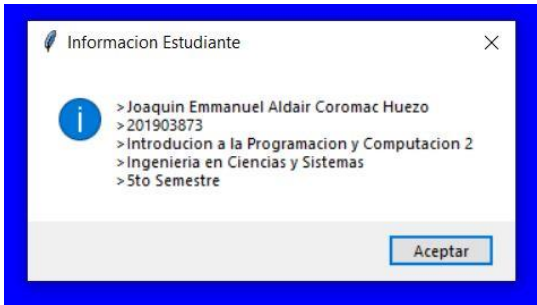 Informacion Estudiante
>Joaquin Emmanuel Aldair Coromac Huezo
>201903873
>Introducion a la Programacion y Computacion 2
>Ingenieria en Ciencias y Sistemas
>5to Semestre
Aceptar